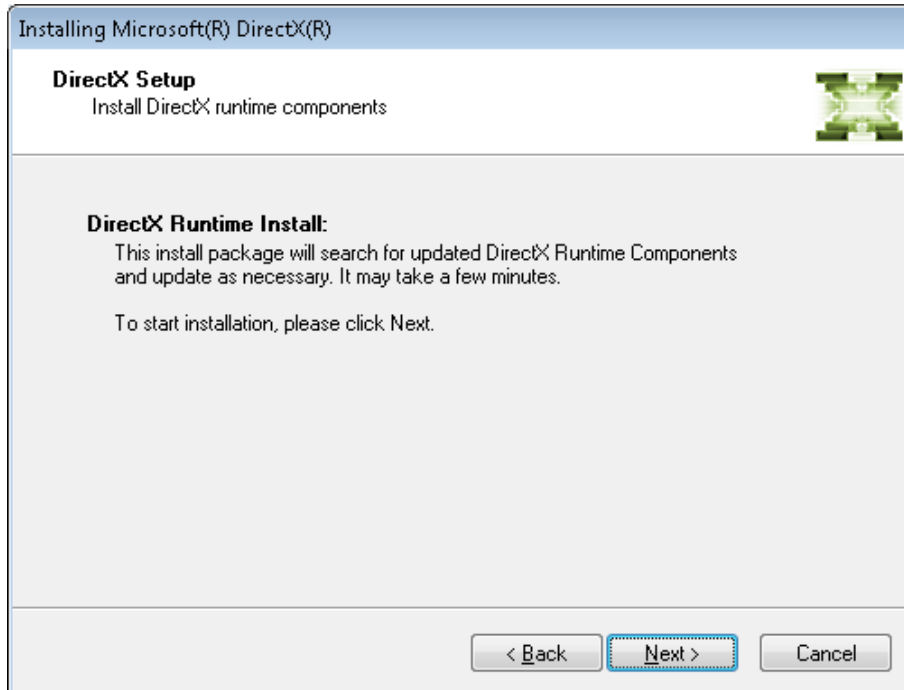 Installing Microsoft(R) DirectX(R)
DirectX Setup
Install DirectX runtime components
DirectX Runtime Install:
This install package will search for updated DirectX Runtime Components
and update as necessary. It may take a few minutes.
To start installation, please click Next.
< Back
Next >
Cancel